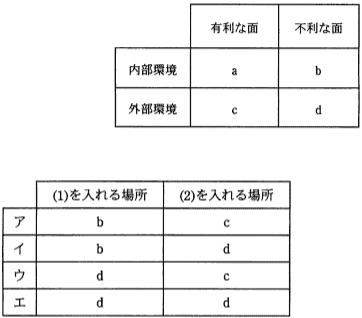 有利な面 不利な面
内部環境 a b
外部環境 c d
(1)を入れる場所 (2)を入れる場所
ア b c
イ b d
ウ d c
エ d d